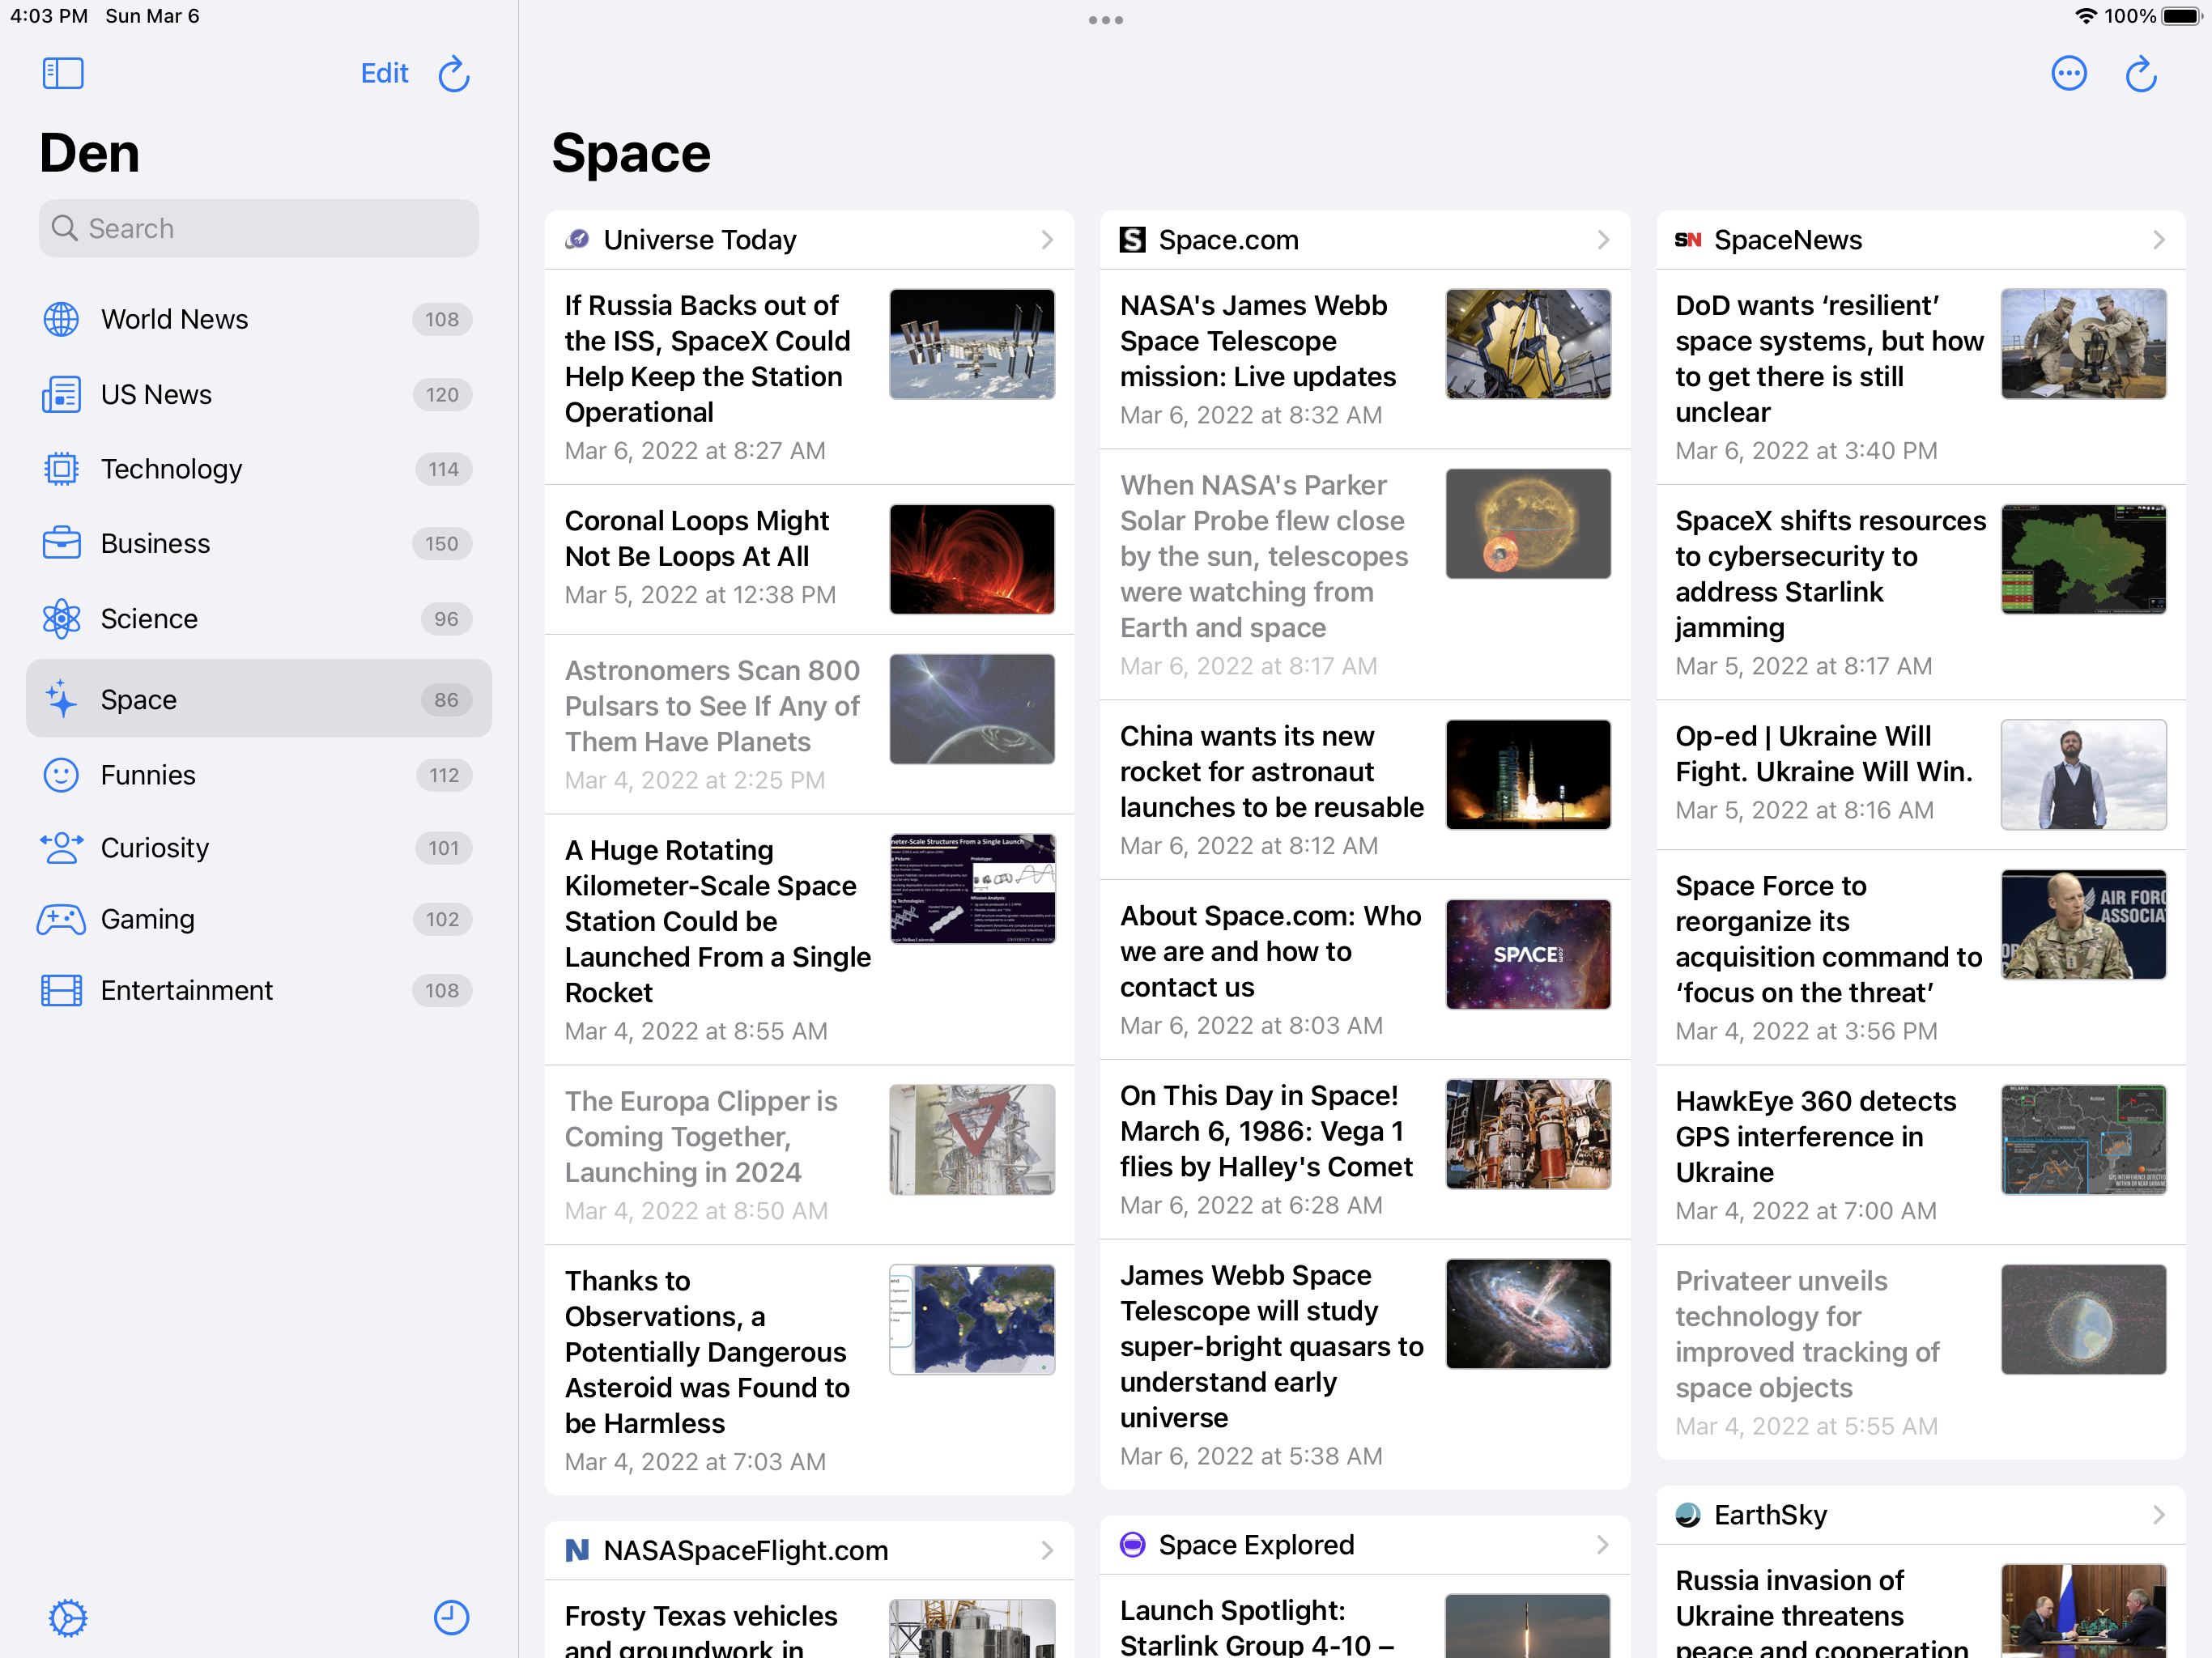 4:03 PM Sun Mar 6
100%
Edit
Den
Search
World News 108
US News 120
Technology 114
Business 150
Science 96
Space 86
Funnies 112
Curiosity 101
Gaming 102
Entertainment 108
Space
Universe Today
If Russia Backs out of
the ISS, SpaceX Could
Help Keep the Station
Operational
Mar 6, 2022 at 8:27 AM
Coronal Loops Might
Not Be Loops At All
Mar 5, 2022 at 12:38 PM
Astronomers Scan 800
Pulsars to See If Any of
Them Have Planets
Mar 4, 2022 at 2:25 PM
A Huge Rotating
Kilometer-Scale Space
Station Could be
Launched From a Single
Rocket
Mar 4, 2022 at 8:55 AM
The Europa Clipper is
Coming Together,
Launching in 2024
Mar 4, 2022 at 8:50 AM
Thanks to
Observations, a
Potentially Dangerous
Asteroid was Found to
be Harmless
Mar 4, 2022 at 7:03 AM
N NASASpaceFlight.com
Frosty Texas vehicles
and groundwork in
S Space.com
NASA's James Webb
Space Telescope
mission: Live updates
Mar 6, 2022 at 8:32 AM
When NASA's Parker
Solar Probe flew close
by the sun, telescopes
were watching from
Earth and space
Mar 6, 2022 at 8:17 AM
China wants its new
rocket for astronaut
launches to be reusable
Mar 6, 2022 at 8:12 AM
About Space.com: Who
we are and how to
contact us
SPACE.com
Mar 6, 2022 at 8:03 AM
On This Day in Space!
March 6, 1986: Vega 1
flies by Halley's Comet
Mar 6, 2022 at 6:28 AM
James Webb Space
Telescope will study
super-bright quasars to
understand early
universe
Mar 6, 2022 at 5:38 AM
Space Explored
Launch Spotlight:
Starlink Group 4-10 –
SN SpaceNews
DoD wants ‘resilient’
space systems, but how
to get there is still
unclear
Mar 6, 2022 at 3:40 PM
SpaceX shifts resources
to cybersecurity to
address Starlink
jamming
Mar 5, 2022 at 8:17 AM
Op-ed | Ukraine Will
Fight. Ukraine Will Win.
Mar 5, 2022 at 8:16 AM
Space Force to
reorganize its
acquisition command to
‘focus on the threat’
AIR FORC
ASSOCIA
Mar 4, 2022 at 3:56 PM
HawkEye 360 detects
GPS interference in
Ukraine
Mar 4, 2022 at 7:00 AM
Privateer unveils
technology for
improved tracking of
space objects
Mar 4, 2022 at 5:55 AM
EarthSky
Russia invasion of
Ukraine threatens
peace and cooperation